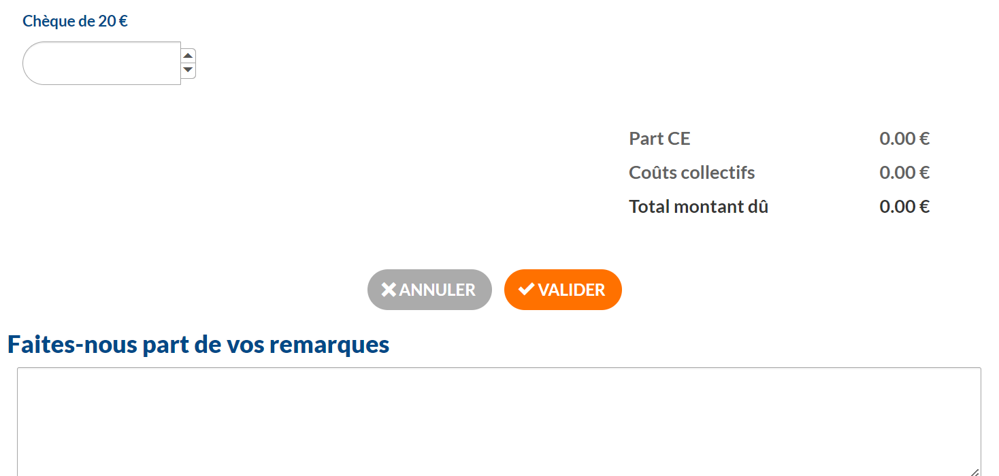 Chèque de 20 €
Part CE 0.00 €
Coûts collectifs 0.00 €
Total montant dû 0.00 €
ANNULER VALIDER
Faites-nous part de vos remarques